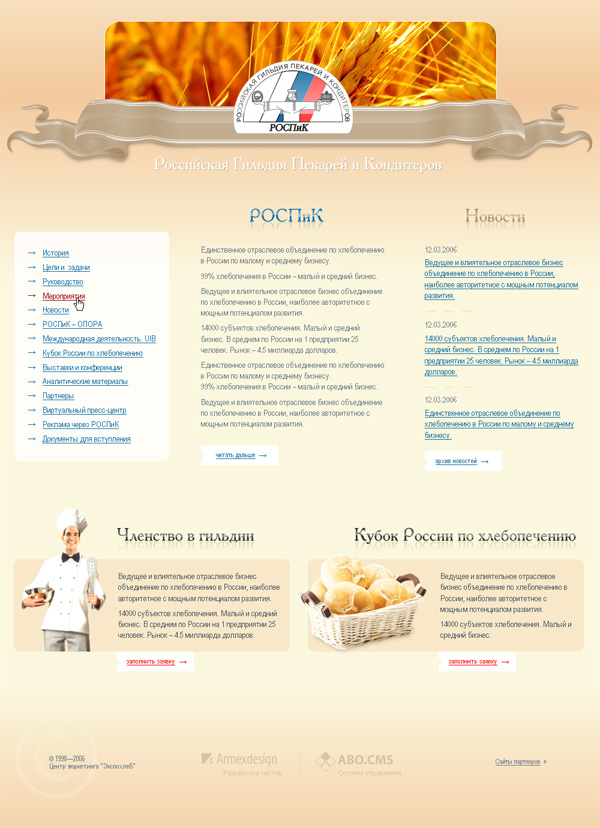 РОССИЙСКАЯ ГИЛЬДИЯ ПЕКАРЕЙ И КОНДИТЕРОВ
РОСПиК
Российская Гильдия Пекарей и Кондитеров
История
Цели и задачи
Руководство
Мероприятия
Новости
РОСПиК – ОПОРА
Международная деятельность. UIB
Кубок России по хлебопечению
Выставки и конференции
Аналитические материалы
Партнеры
Виртуальный пресс-центр
Реклама через РОСПиК
Документы для вступления
РОСПиК
Единственное отраслевое объединение по хлебопечению
в России по малому и среднему бизнесу.
99% хлебопечения в России – малый и средний бизнес.
Ведущее и влиятельное отраслевое бизнес объединение
по хлебопечению в России, наиболее авторитетное с
мощным потенциалом развития.
14000 субъектов хлебопечения. Малый и средний
бизнес. В среднем по России на 1 предприятии 25
человек. Рынок – 4.5 миллиарда долларов.
Единственное отраслевое объединение по хлебопечению
в России по малому и среднему бизнесу.
99% хлебопечения в России – малый и средний бизнес.
Ведущее и влиятельное отраслевое бизнес объединение
по хлебопечению в России, наиболее авторитетное с
мощным потенциалом развития.
читать дальше →
Новости
12.03.2006
Ведущее и влиятельное отраслевое бизнес
объединение по хлебопечению в России,
наиболее авторитетное с мощным потенциалом
развития.
12.03.2006
14000 субъектов хлебопечения. Малый и
средний бизнес. В среднем по России на 1
предприятии 25 человек. Рынок – 4.5 миллиарда
долларов.
12.03.2006
Единственное отраслевое объединение по
хлебопечению в России по малому и среднему
бизнесу.
архив новостей →
Членство в гильдии
Ведущее и влиятельное отраслевое бизнес
объединение по хлебопечению в России, наиболее
авторитетное с мощным потенциалом развития.
14000 субъектов хлебопечения. Малый и средний
бизнес. В среднем по России на 1 предприятии 25
человек. Рынок – 4.5 миллиарда долларов.
заполнить заявку →
Кубок России по хлебопечению
Ведущее и влиятельное отраслевое
бизнес объединение по хлебопечению в
России, наиболее авторитетное с
мощным потенциалом развития.
14000 субъектов хлебопечения. Малый и
средний бизнес.
заполнить заявку →
© 1998—2006
Центр маркетинга "Экспохлеб"
Armexdesign
Разработка сайтов
ABO.CMS
Система управления
Сайты партнеров